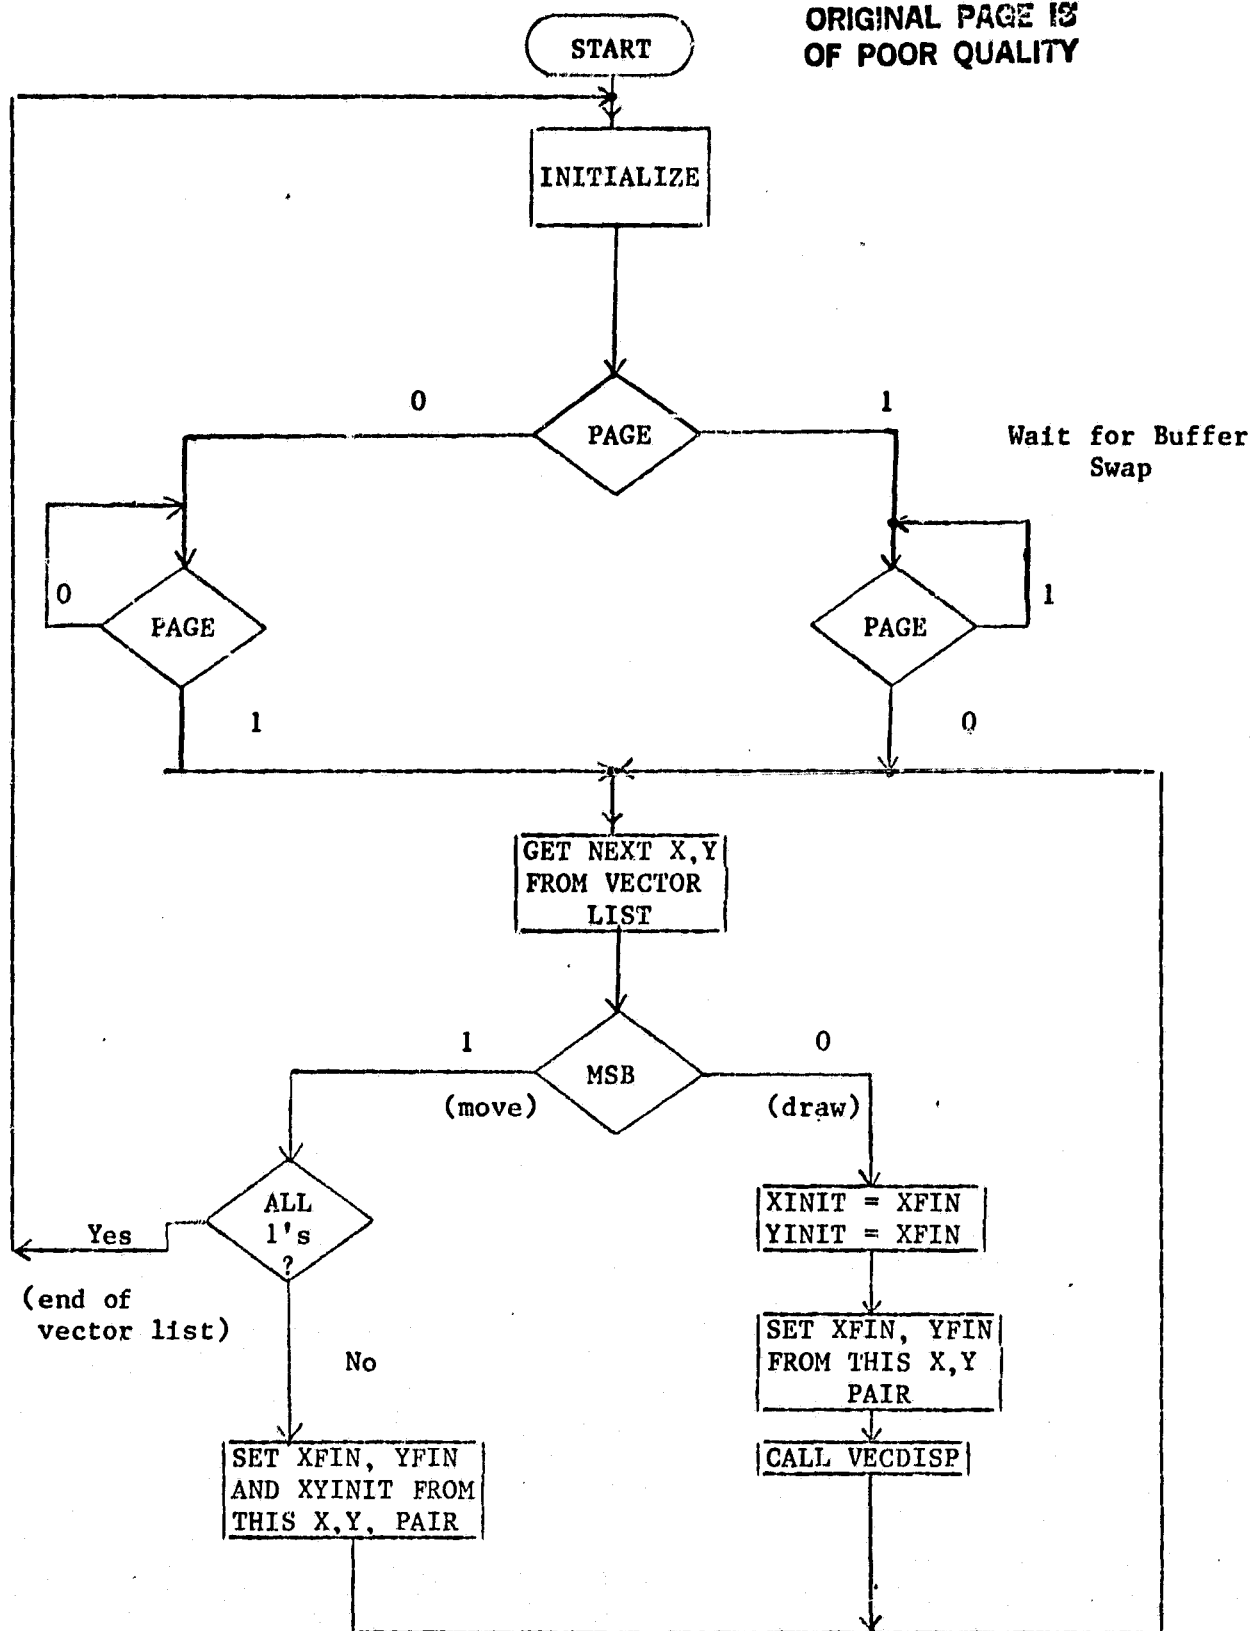 ORIGINAL PAGE IS
OF POOR QUALITY
START
INITIALIZE
0
1
PAGE
Wait for Buffer
Swap
0
PAGE
1
PAGE
1
0
GET NEXT X,Y
FROM VECTOR
LIST
1
0
MSB
(move)
(draw)
ALL
1's
?
Yes
(end of
vector list)
No
XINIT = XFIN
YINIT = XFIN
SET XFIN, YFIN
FROM THIS X,Y
PAIR
CALL VECDISP
SET XFIN, YFIN
AND XYINIT FROM
THIS X,Y, PAIR